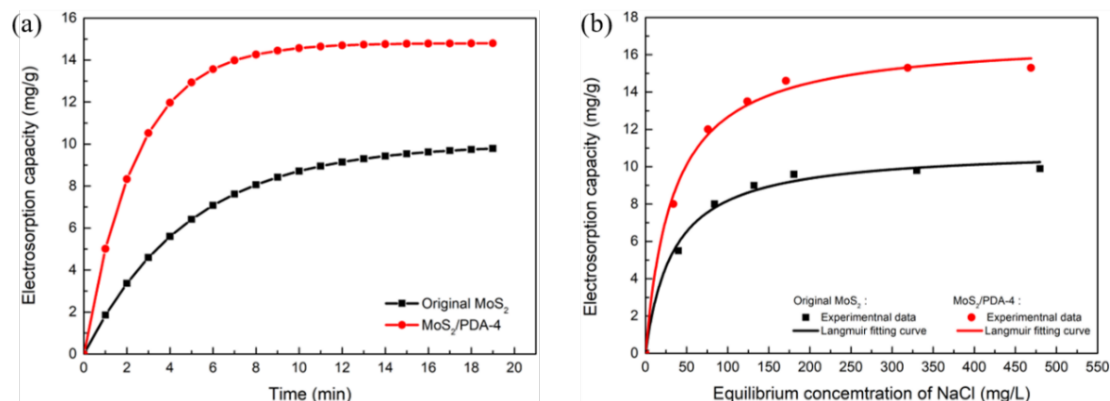 (a)
16
14
12
10
8
6
4
2
0
Electrosorption capacity (mg/g)
Original MoS₂
MoS₂/PDA-4
0 2 4 6 8 10 12 14 16 18 20
Time (min)
(b)
18
16
14
12
10
8
6
4
2
0
Electrosorption capacity (mg/g)
Original MoS₂ : MoS₂/PDA-4 :
Experimentnal data Experimentnal data
Langmuir fitting curve Langmuir fitting curve
0 50 100 150 200 250 300 350 400 450 500 550
Equilibrium concemtration of NaCl (mg/L)